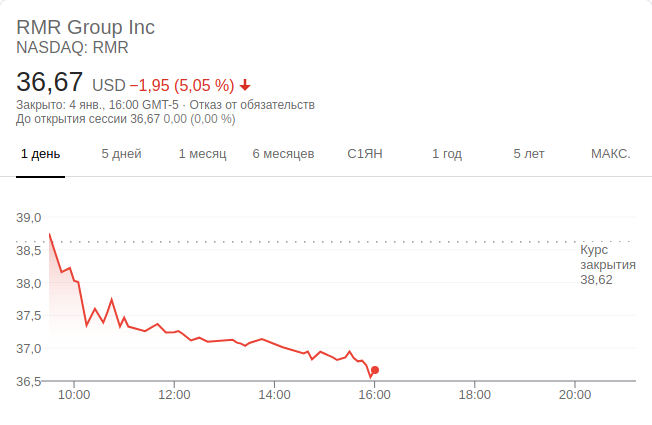 RMR Group Inc
NASDAQ: RMR
36,67 USD −1,95 (5,05 %)
Закрыто: 4 янв., 16:00 GMT-5 · Отказ от обязательств
До открытия сессии 36,67 0,00 (0,00 %)
1 день 5 дней 1 месяц 6 месяцев С1ЯН 1 год 5 лет МАКС.
39,0
38,5
38,0
37,5
37,0
36,5
Курс
закрытия
38,62
10:00 12:00 14:00 16:00 18:00 20:00